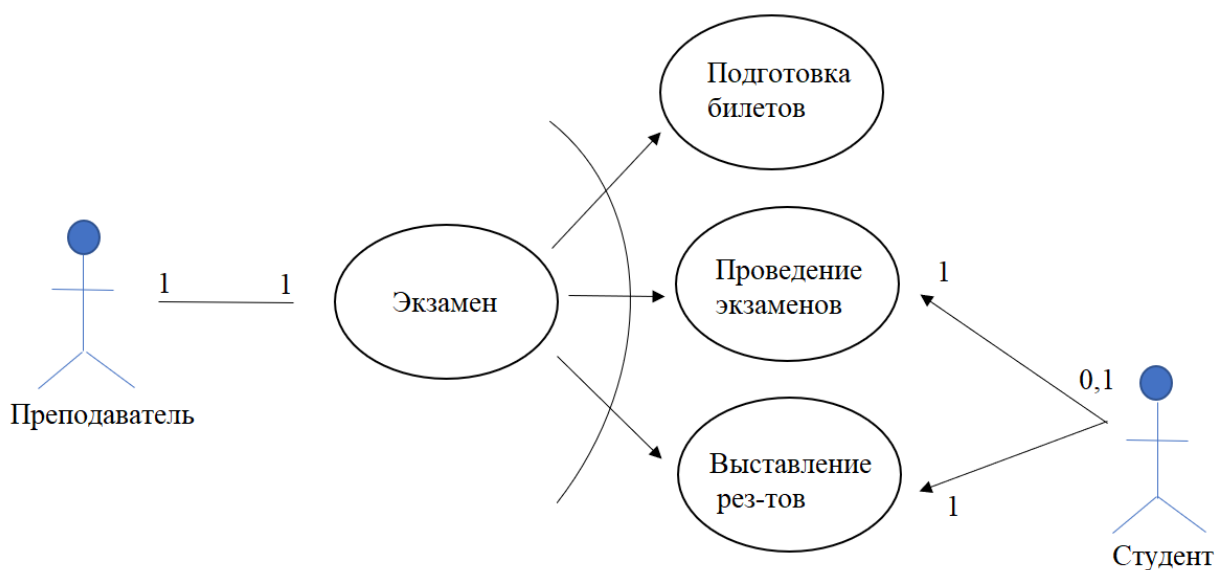 Подготовка
билетов
Преподаватель
1
1
Экзамен
Проведение
экзаменов
1
0,1
Выставление
рез-тов
1
Студент